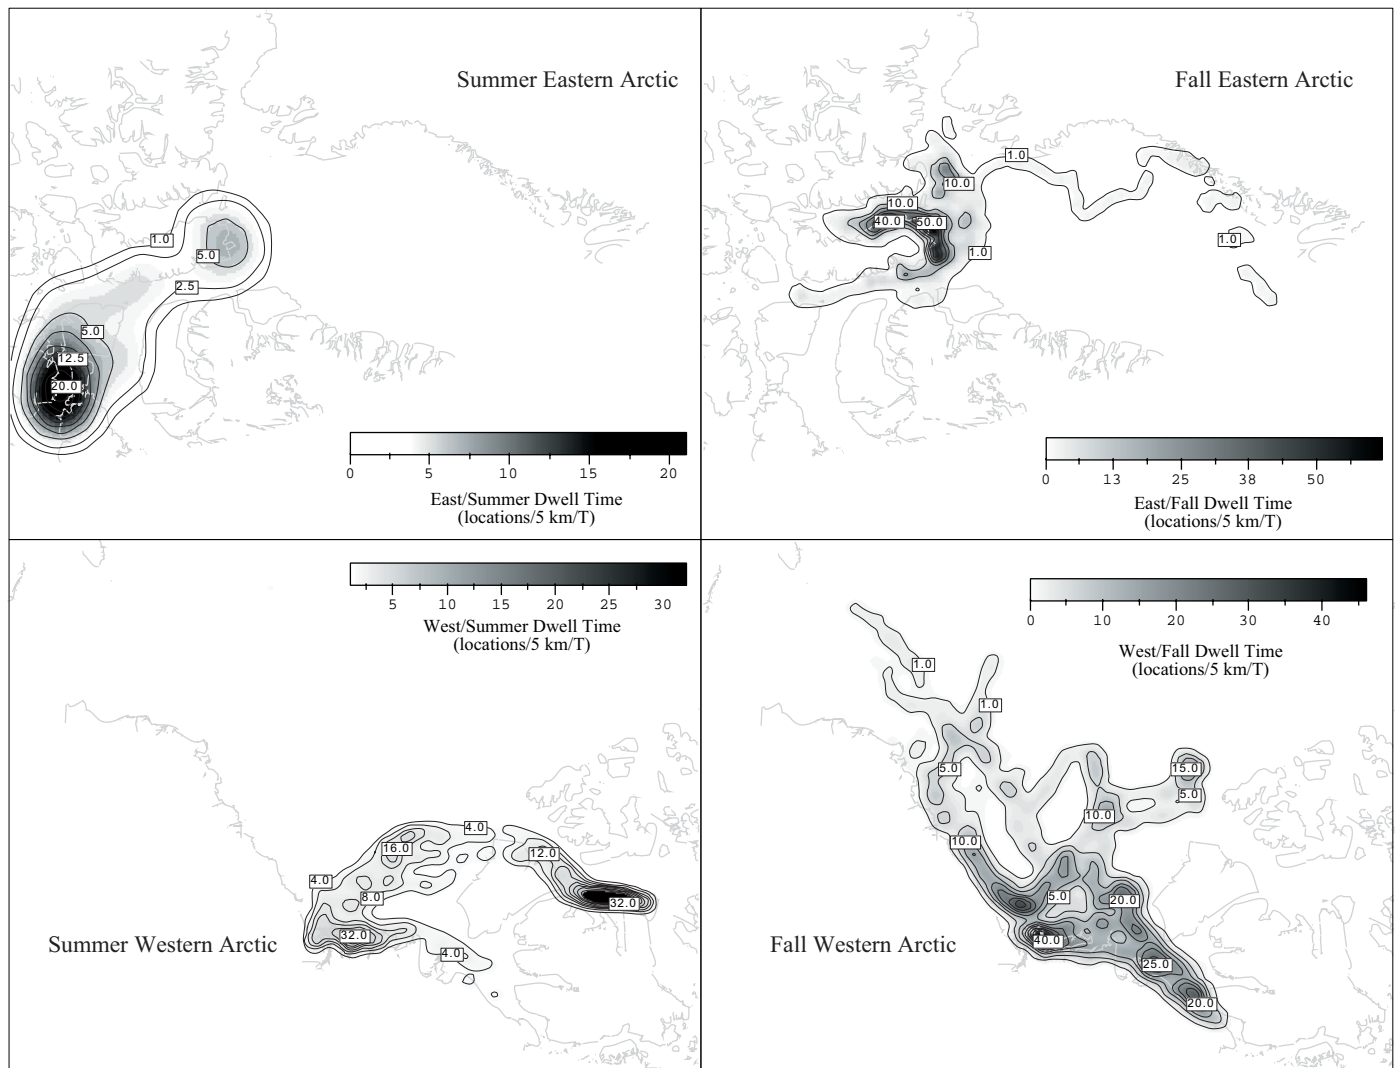 Summer Eastern Arctic
1.0
5.0
2.5
5.0
12.5
20.0
0 5 10 15 20
East/Summer Dwell Time
(locations/5 km/T)
Fall Eastern Arctic
1.0
10.0
10.0
40.0 50.0
1.0
1.0
0 13 25 38 50
East/Fall Dwell Time
(locations/5 km/T)
5 10 15 20 25 30
West/Summer Dwell Time
(locations/5 km/T)
4.0
16.0
12.0
4.0
8.0
32.0
32.0
4.0
Summer Western Arctic
0 10 20 30 40
West/Fall Dwell Time
(locations/5 km/T)
1.0
1.0
5.0
15.0
5.0
10.0
10.0
5.0
20.0
40.0
25.0
20.0
Fall Western Arctic